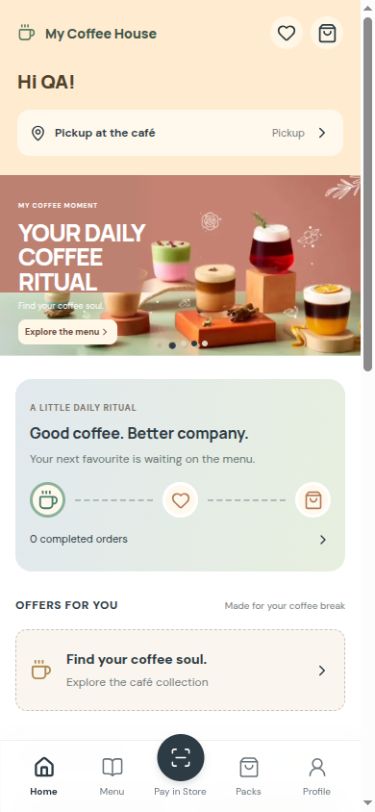 My Coffee House
Hi QA!
Pickup at the café
Pickup
MY COFFEE MOMENT
YOUR DAILY
COFFEE
RITUAL
Find your coffee soul.
Explore the menu
A LITTLE DAILY RITUAL
Good coffee. Better company.
Your next favourite is waiting on the menu.
0 completed orders
OFFERS FOR YOU
Made for your coffee break
Find your coffee soul.
Explore the café collection
Home
Menu
Pay in Store
Packs
Profile